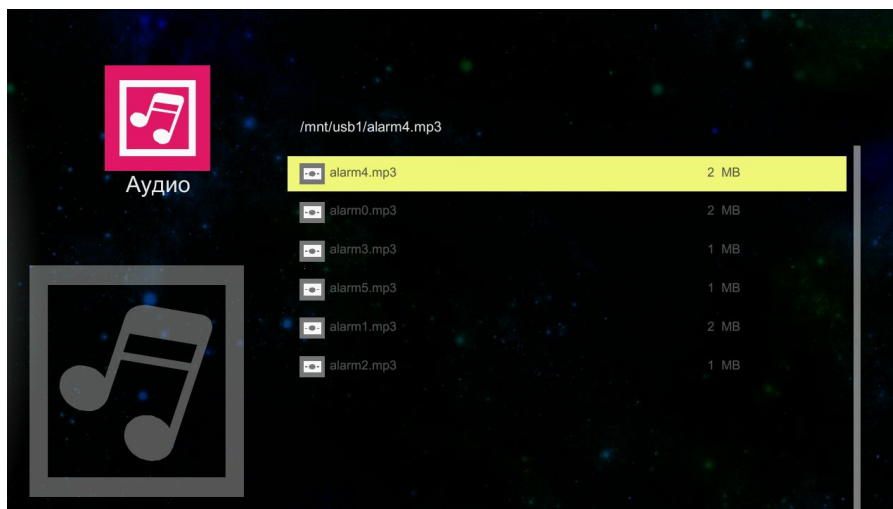 Аудио
/mnt/usb1/alarm4.mp3
alarm4.mp3 2 MB
alarm0.mp3 2 MB
alarm3.mp3 1 MB
alarm5.mp3 1 MB
alarm1.mp3 2 MB
alarm2.mp3 1 MB